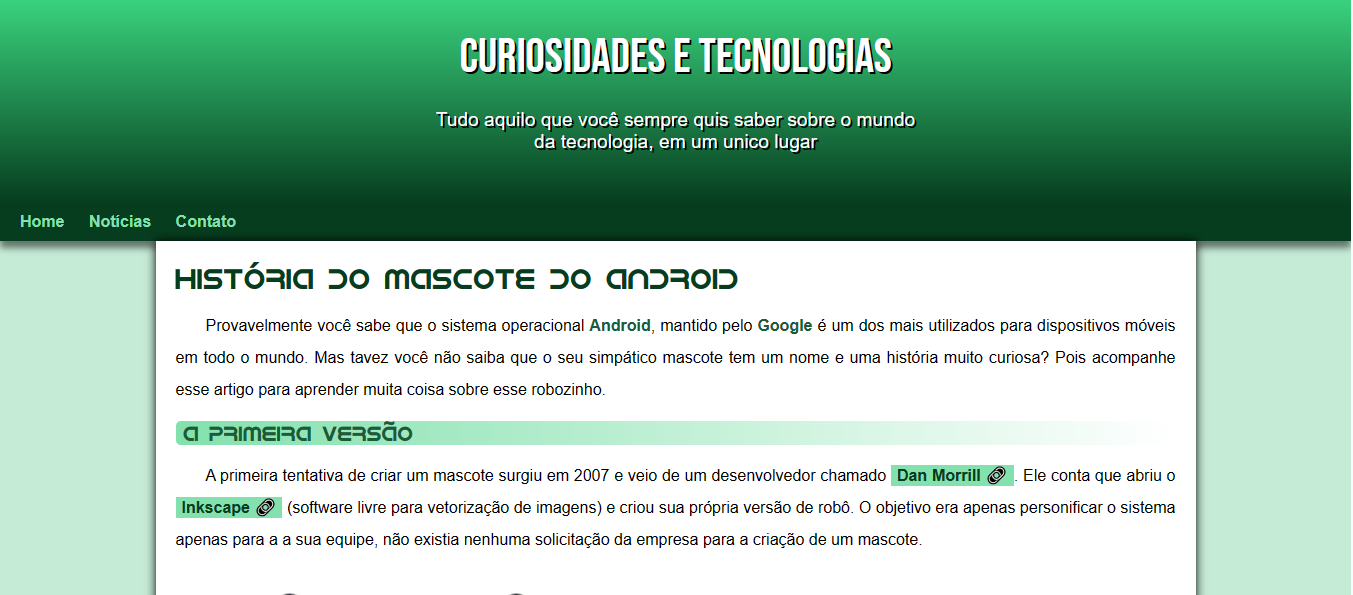 CURIOSIDADES E TECNOLOGIAS
Tudo aquilo que você sempre quis saber sobre o mundo
da tecnologia, em um unico lugar
Home Notícias Contato
HISTÓRIA DO MASCOTE DO ANDROID
Provavelmente você sabe que o sistema operacional Android, mantido pelo Google é um dos mais utilizados para dispositivos móveis
em todo o mundo. Mas tavez você não saiba que o seu simpático mascote tem um nome e uma história muito curiosa? Pois acompanhe
esse artigo para aprender muita coisa sobre esse robozinho.
A PRIMEIRA VERSÃO
A primeira tentativa de criar um mascote surgiu em 2007 e veio de um desenvolvedor chamado Dan Morrill . Ele conta que abriu o
Inkscape (software livre para vetorização de imagens) e criou sua própria versão de robô. O objetivo era apenas personificar o sistema
apenas para a a sua equipe, não existia nenhuma solicitação da empresa para a criação de um mascote.